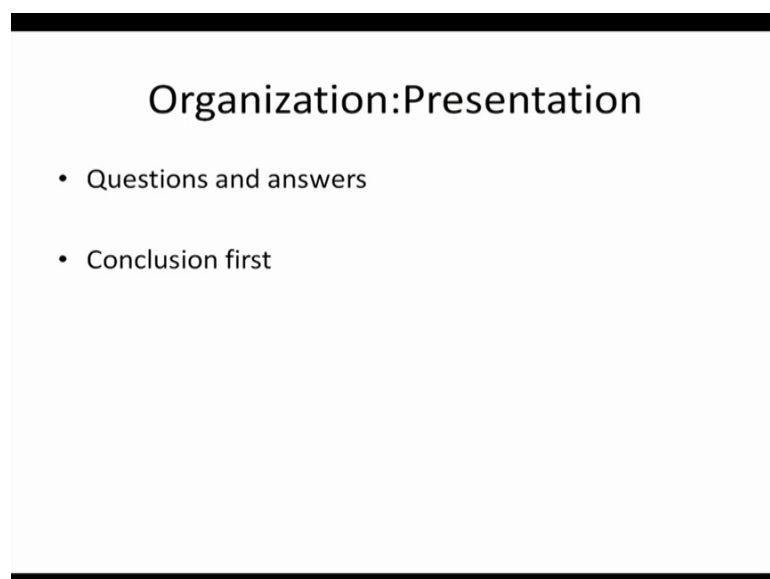 Organization:Presentation
• Questions and answers
• Conclusion first